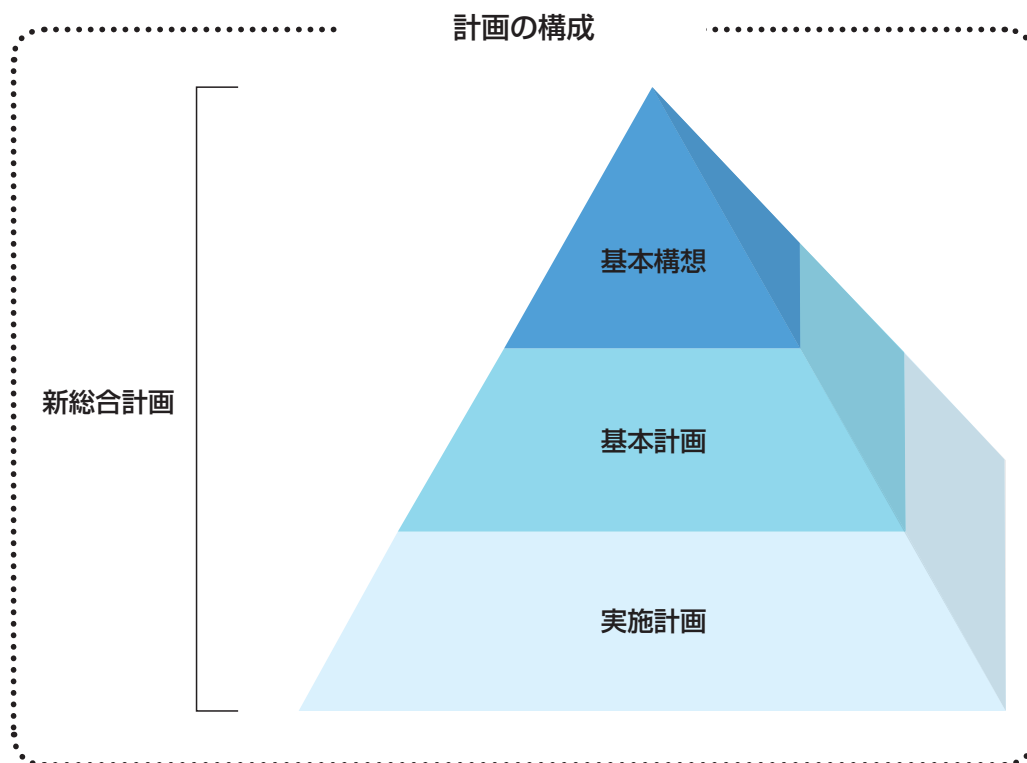 計画の構成
基本構想
新総合計画
基本計画
実施計画